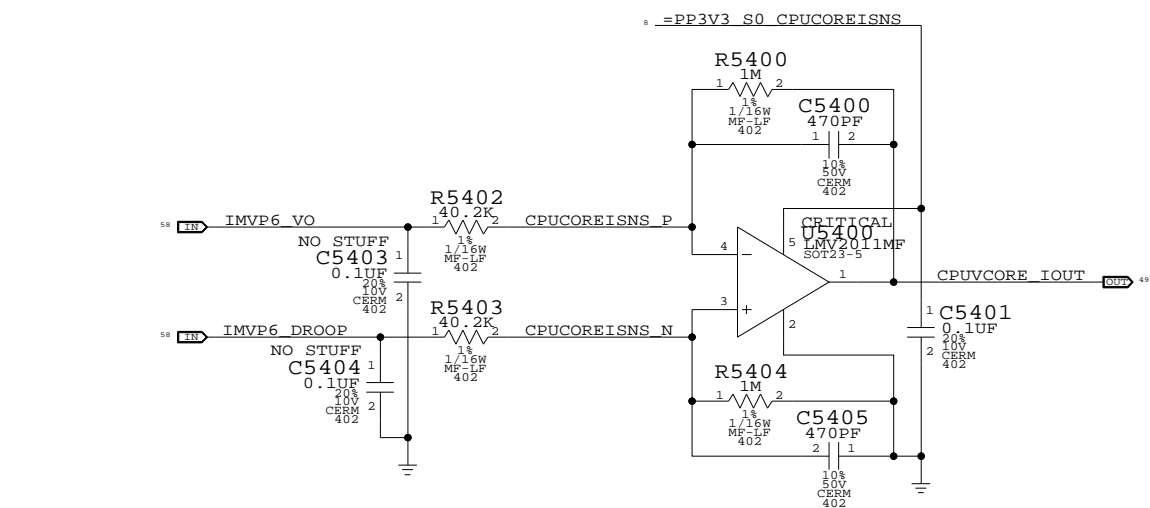 8 =PP3V3_S0_CPUCOREISNS
R5400
1 1M 2
1%
1/16W
MF-LF
402
C5400
470PF
1 2
10%
50V
CERM
402
58 IN IMVP6_VO
R5402
40.2K
1 2
1%
1/16W
MF-LF
402
CPUCOREISNS_P
NO STUFF
C5403
1
0.1UF
20%
10V
CERM
402
2
CRITICAL
U5400
LMV2011MF
SOT23-5
5
4
-
1
3
+
2
CPUVCORE_IOUT OUT 49
58 IN IMVP6_DROOP
R5403
40.2K
1 2
1%
1/16W
MF-LF
402
CPUCOREISNS_N
NO STUFF
C5404
1
0.1UF
20%
10V
CERM
402
2
C5401
1
0.1UF
20%
10V
CERM
402
2
R5404
1M
1 2
1%
1/16W
MF-LF
402
C5405
470PF
2 1
10%
50V
CERM
402